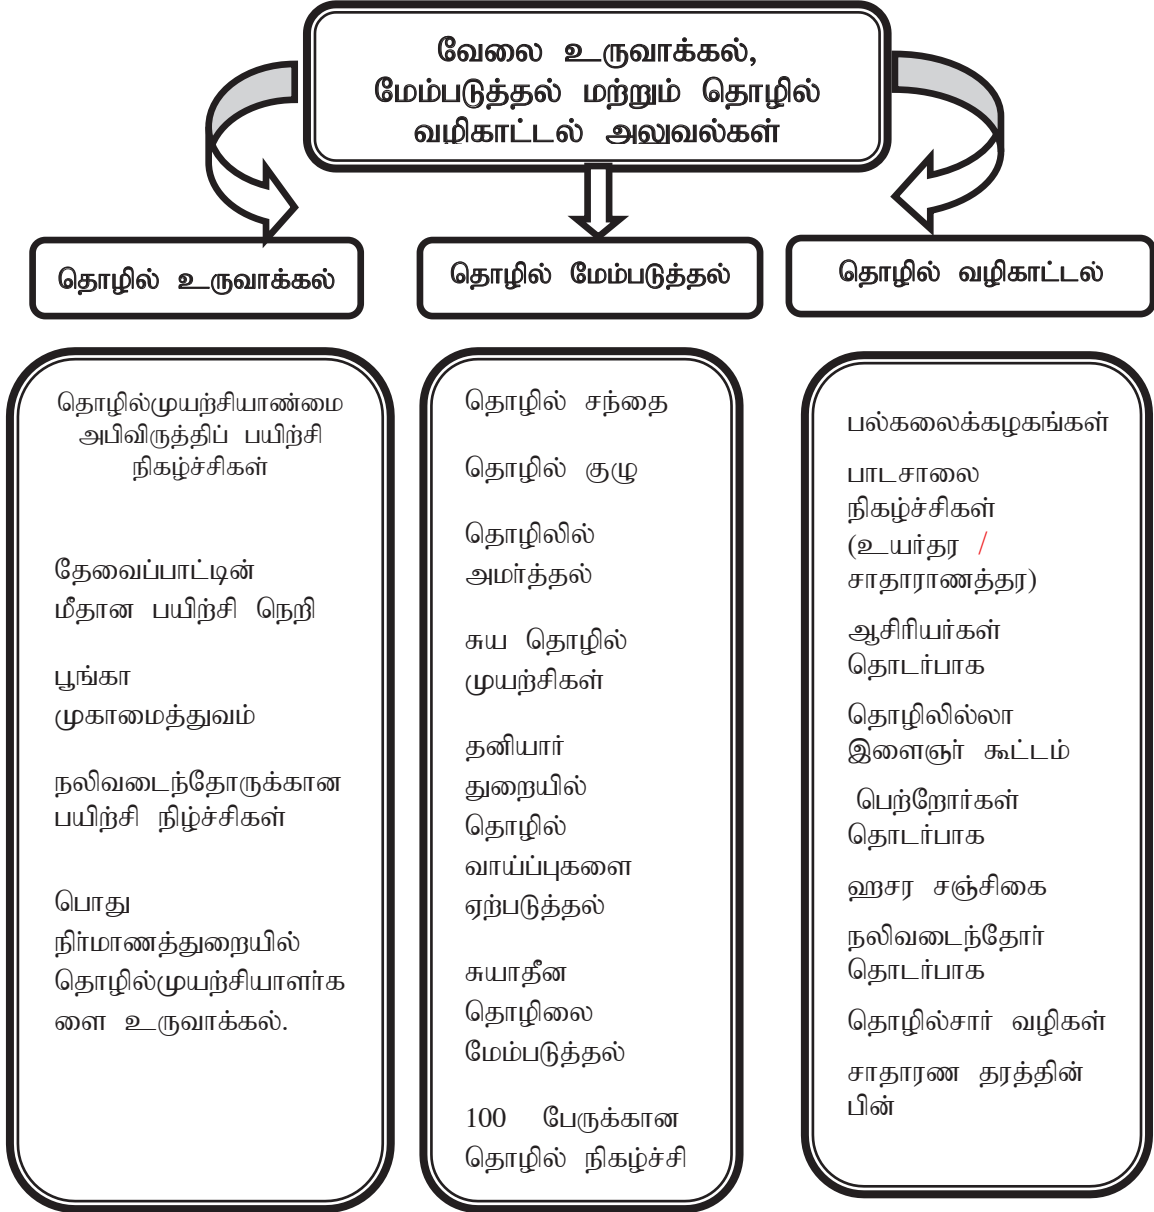 வேலை உருவாக்கல்,
மேம்படுத்தல் மற்றும் தொழில்
வழிகாட்டல் அலுவல்கள்
தொழில் உருவாக்கல்
தொழில் மேம்படுத்தல்
தொழில் வழிகாட்டல்
தொழில்முயற்சியாண்மை
அபிவிருத்திப் பயிற்சி
நிகழ்ச்சிகள்
தேவைப்பாட்டின்
மீதான பயிற்சி நெறி
பூங்கா
முகாமைத்துவம்
நலிவடைந்தோருக்கான
பயிற்சி நிழ்ச்சிகள்
பொது
நிர்மாணத்துறையில்
தொழில்முயற்சியாளர்க
ளை உருவாக்கல்.
தொழில் சந்தை
தொழில் குழு
தொழிலில்
அமர்த்தல்
சுய தொழில்
முயற்சிகள்
தனியார்
துறையில்
தொழில்
வாய்ப்புகளை
ஏற்படுத்தல்
சுயாதீன
தொழிலை
மேம்படுத்தல்
100 பேருக்கான
தொழில் நிகழ்ச்சி
பல்கலைக்கழகங்கள்
பாடசாலை
நிகழ்ச்சிகள்
(உயர்தர /
சாதாராணத்தர)
ஆசிரியர்கள்
தொடர்பாக
தொழிலில்லா
இளைஞர் கூட்டம்
பெற்றோர்கள்
தொடர்பாக
ஹசர சஞ்சிகை
நலிவடைந்தோர்
தொடர்பாக
தொழில்சார் வழிகள்
சாதாரண தரத்தின்
பின்